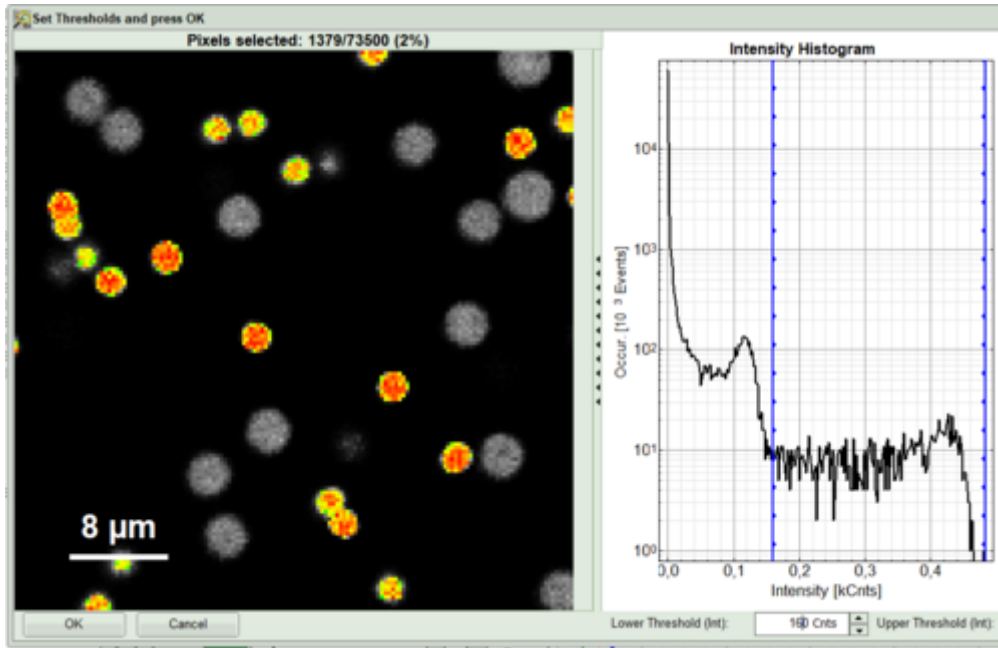 Set Thresholds and press OK
Pixels selected: 1379/73500 (2%)
8 µm
OK
Cancel
Intensity Histogram
Occur. [10 3 Events]
10⁴
10³
10²
10¹
10⁰
0,0
0,1
0,2
0,3
0,4
Intensity [kCnts]
Lower Threshold (Int):
160 Cnts
Upper Threshold (Int):